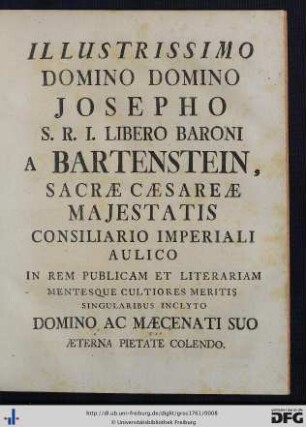 ILLUSTRISSIMO
DOMINO DOMINO
JOSEPHO
S. R. I. LIBERO BARONI
A BARTENSTEIN,
SACRÆ CÆSAREÆ
MAJESTATIS
CONSILIARIO IMPERIALI
AULICO
IN REM PUBLICAM ET LITERARIAM
MENTESQUE CULTIORES MERITIS
SINGULARIBUS INCLYTO
DOMINO AC MÆCENATI SUO
ÆTERNA PIETATE COLENDO.
http://dl.ub.uni-freiburg.de/diglit/gros1761/0008
© Universitätsbibliothek Freiburg
DFG